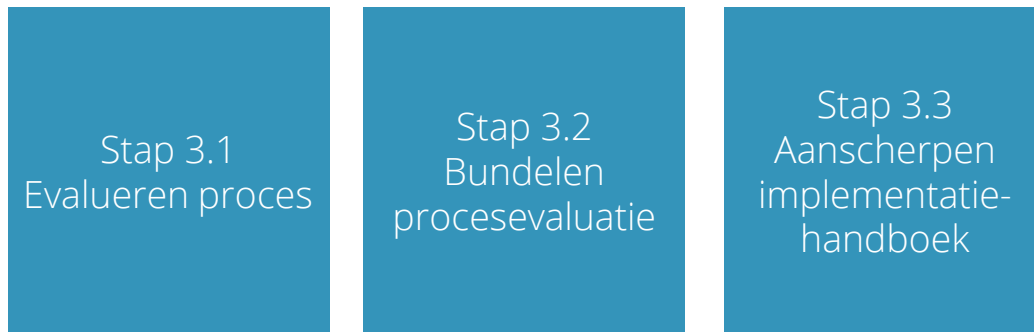 Stap 3.1
Evalueren proces
Stap 3.2
Bundelen
procesevaluatie
Stap 3.3
Aanscherpen
implementatie-
handboek